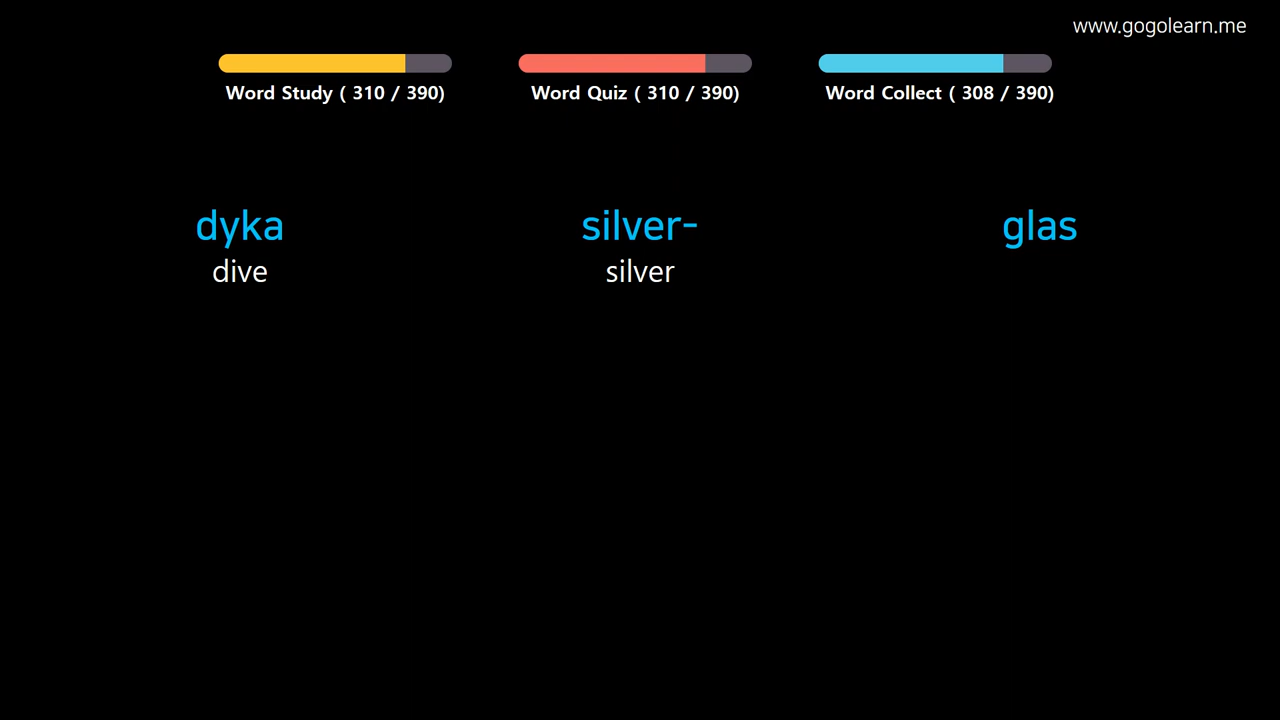 www.gogolearn.me
Word Study ( 310 / 390)
Word Quiz ( 310 / 390)
Word Collect ( 308 / 390)
dyka
silver-
glas
dive
silver